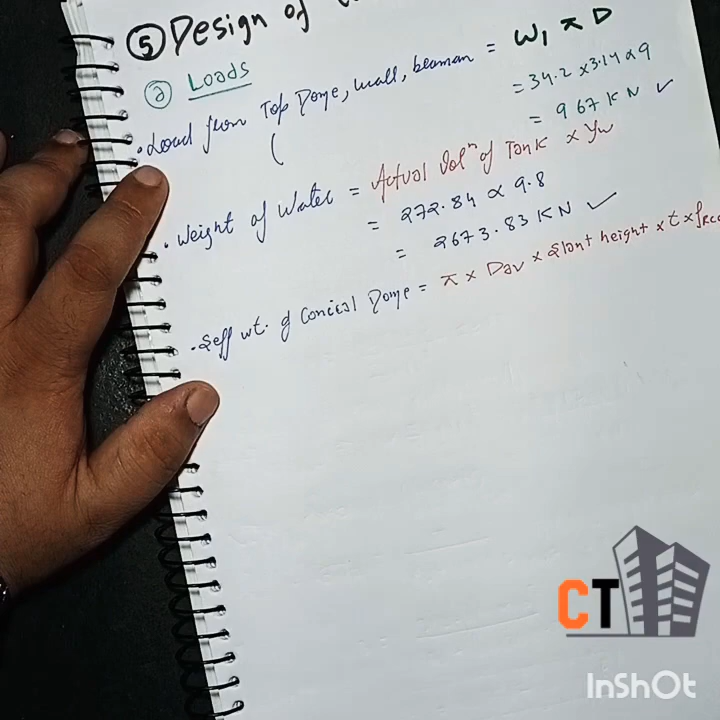 ⑤ Design of
ⓐ Loads
• Load from Top Dome, wall, beam = W₁ π D
= 34.2 × 3.14 × 9
= 967 KN ✓
(
• Weight of Water = Actual Volⁿ of Tank × γw
= 272.84 × 9.8
= 2673.83 KN ✓
• Self wt. of Conical Dome = π × Dav × Slant height × t × ρRCC
CT
InShOt